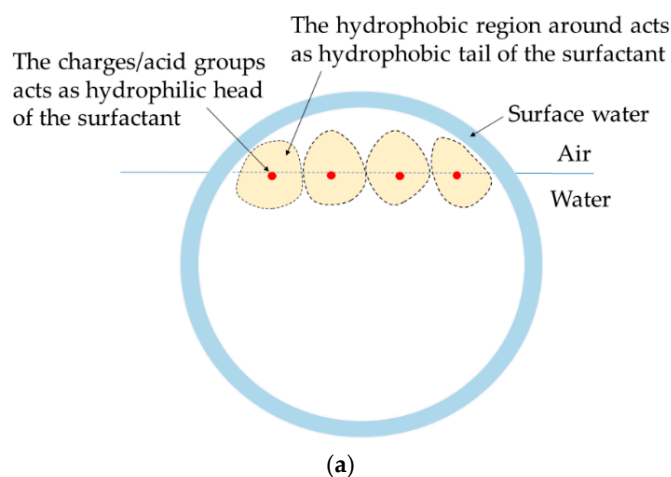 The hydrophobic region around acts
as hydrophobic tail of the surfactant
The charges/acid groups
acts as hydrophilic head
of the surfactant
Surface water
Air
Water
(a)